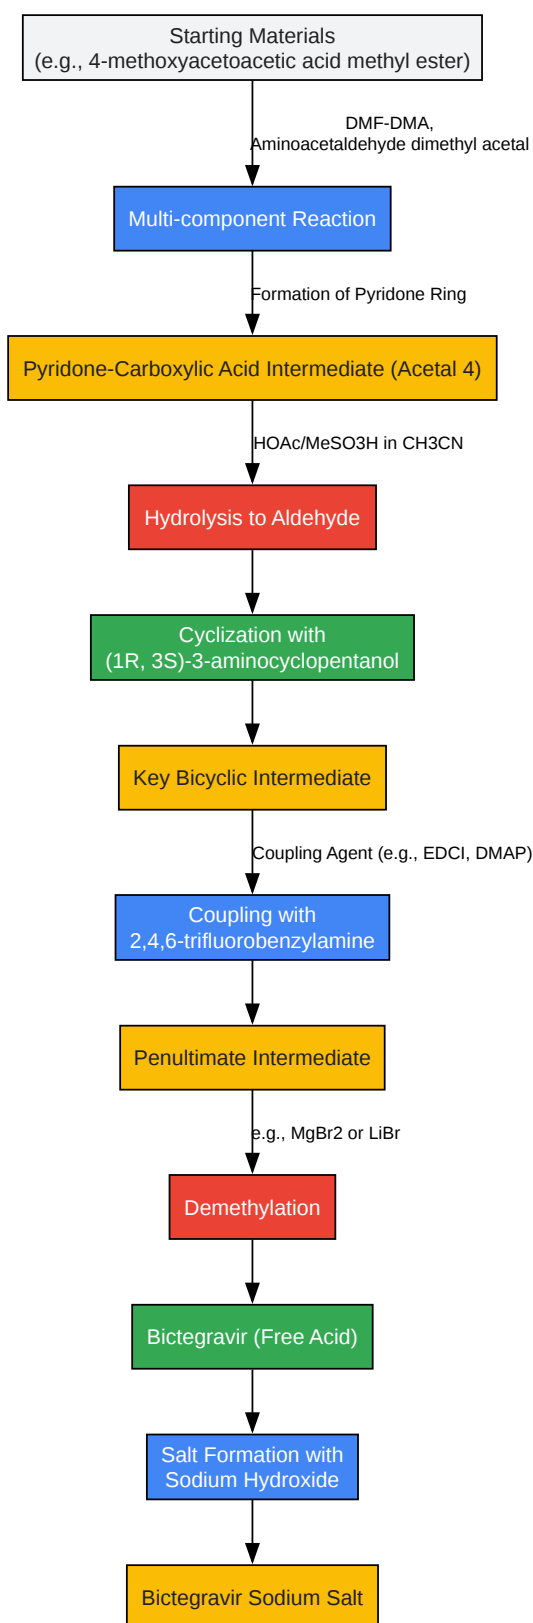 Starting Materials
(e.g., 4-methoxyacetoacetic acid methyl ester)
DMF-DMA,
Aminoacetaldehyde dimethyl acetal
Multi-component Reaction
Formation of Pyridone Ring
Pyridone-Carboxylic Acid Intermediate (Acetal 4)
HOAc/MeSO3H in CH3CN
Hydrolysis to Aldehyde
Cyclization with
(1R, 3S)-3-aminocyclopentanol
Key Bicyclic Intermediate
Coupling Agent (e.g., EDCI, DMAP)
Coupling with
2,4,6-trifluorobenzylamine
Penultimate Intermediate
e.g., MgBr2 or LiBr
Demethylation
Bictegravir (Free Acid)
Salt Formation with
Sodium Hydroxide
Bictegravir Sodium Salt